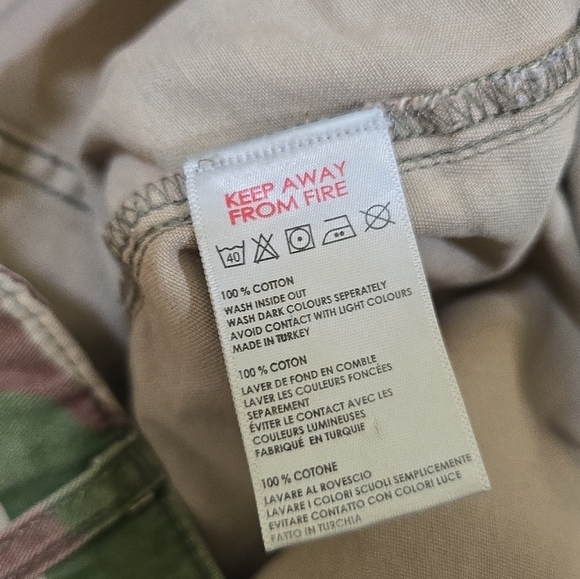 KEEP AWAY
FROM FIRE
40
100 % COTTON
WASH INSIDE OUT
WASH DARK COLOURS SEPERATELY
AVOID CONTACT WITH LIGHT COLOURS
MADE IN TURKEY
100 % COTON
LAVER DE FOND EN COMBLE
LAVER LES COULEURS FONCÉES
SEPAREMENT
ÉVITER LE CONTACT AVEC LES
COULEURS LUMINEUSES
FABRIQUÉ EN TURQUIE
100 % COTONE
LAVARE AL ROVESCIO
LAVARE I COLORI SCUOLI SEMPLICEMENTE
EVITARE CONTATTO CON COLORI LUCE
FATTO IN TURCHIA